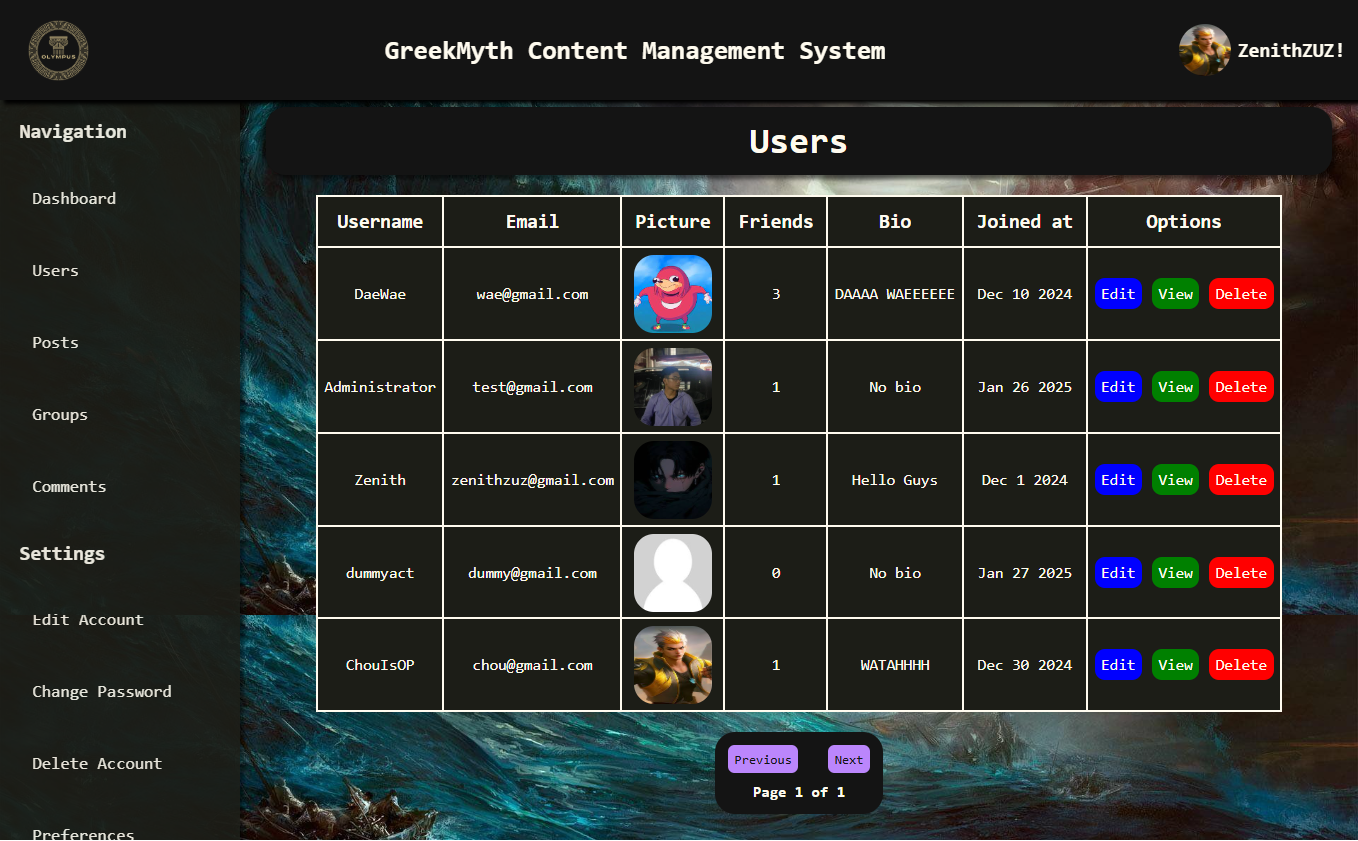 OLYMPUS
GreekMyth Content Management System
ZenithZUZ!
Navigation
Dashboard
Users
Posts
Groups
Comments
Settings
Edit Account
Change Password
Delete Account
Preferences
Users
Username Email Picture Friends Bio Joined at Options
DaeWae wae@gmail.com 3 DAAAA WAEEEEEE Dec 10 2024 Edit View Delete
Administrator test@gmail.com 1 No bio Jan 26 2025 Edit View Delete
Zenith zenithzuz@gmail.com 1 Hello Guys Dec 1 2024 Edit View Delete
dummyact dummy@gmail.com 0 No bio Jan 27 2025 Edit View Delete
ChouIsOP chou@gmail.com 1 WATAHHHH Dec 30 2024 Edit View Delete
Previous Next
Page 1 of 1